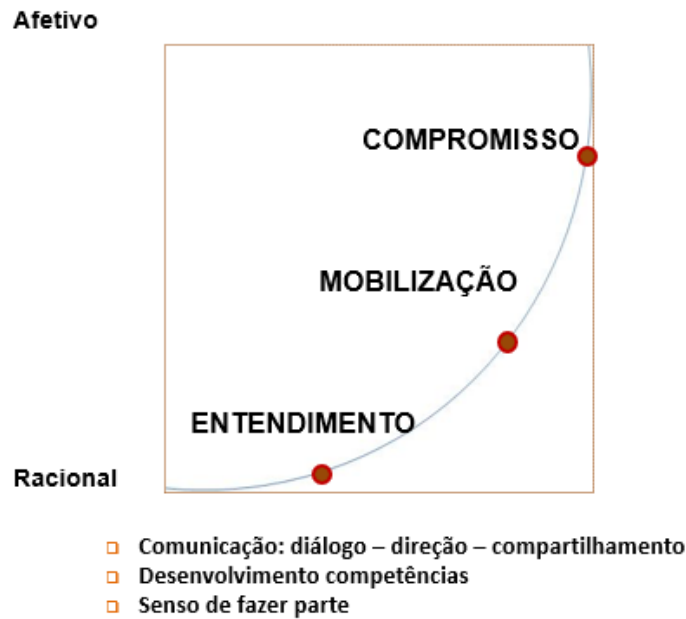 Afetivo
COMPROMISSO
MOBILIZAÇÃO
ENTENDIMENTO
Racional
Comunicação: diálogo – direção – compartilhamento
Desenvolvimento competências
Senso de fazer parte